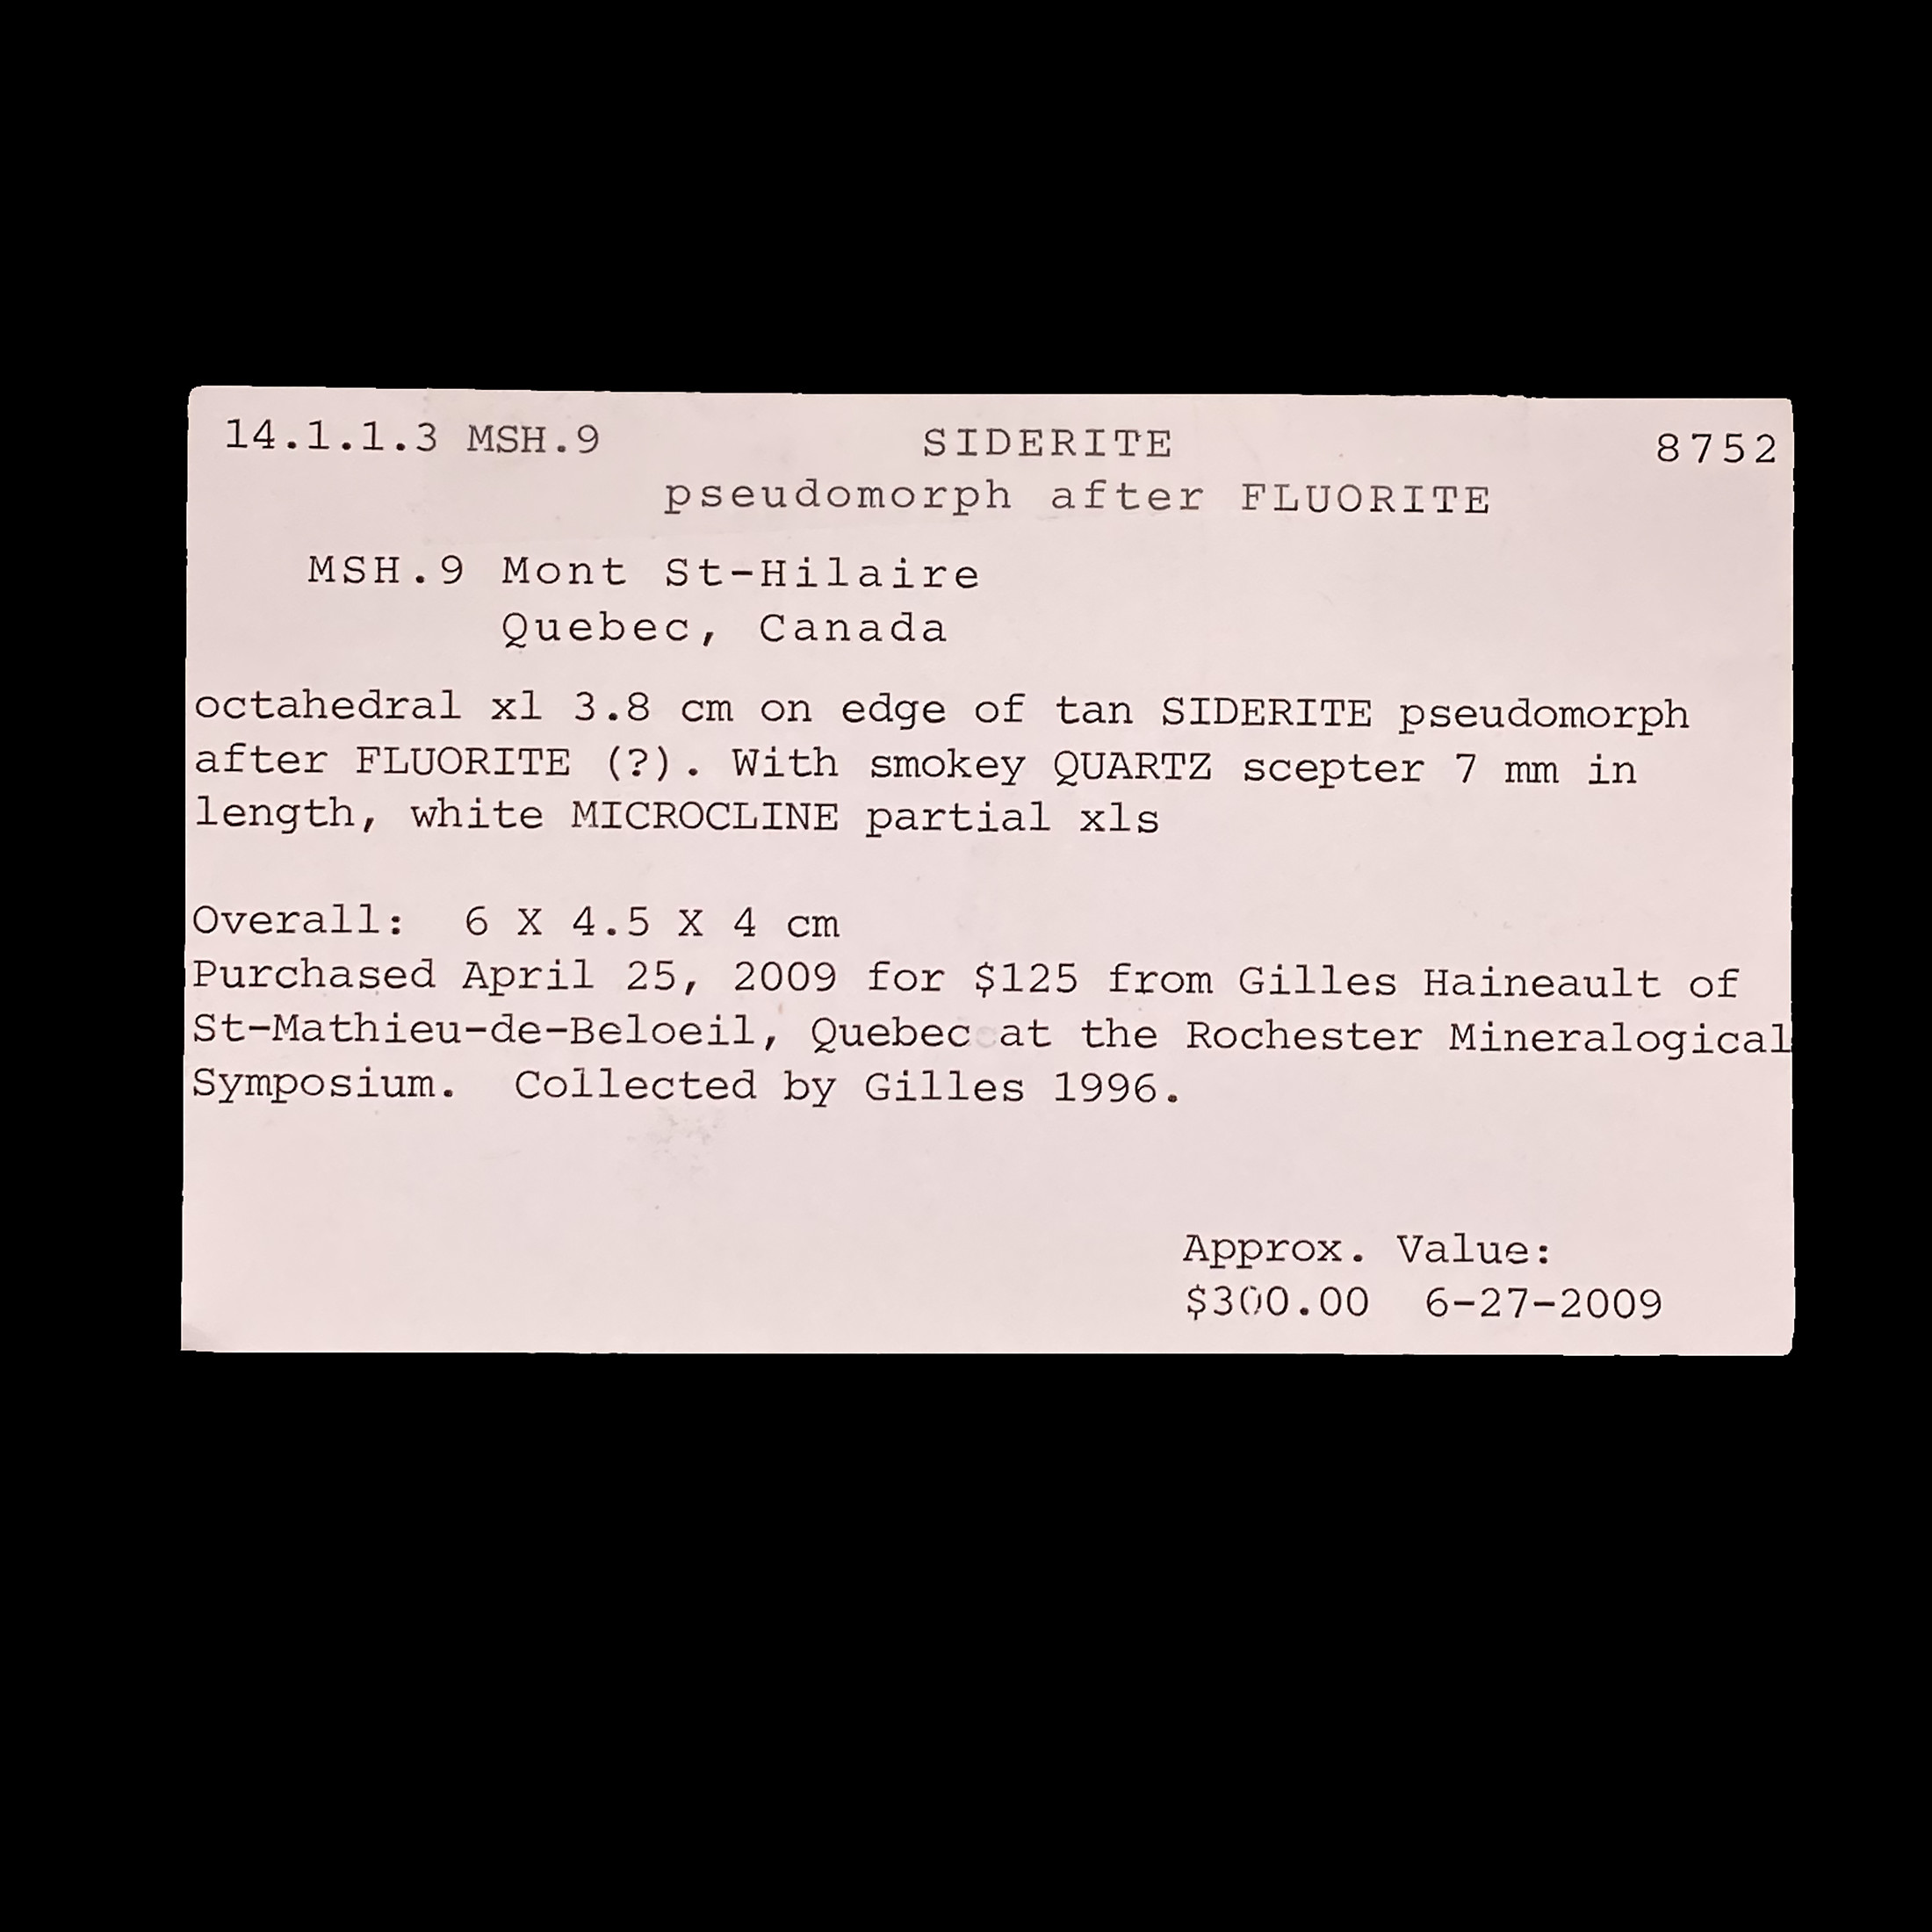 14.1.1.3 MSH.9 SIDERITE 8752
pseudomorph after FLUORITE
MSH.9 Mont St-Hilaire
Quebec, Canada
octahedral xl 3.8 cm on edge of tan SIDERITE pseudomorph
after FLUORITE (?). With smokey QUARTZ scepter 7 mm in
length, white MICROCLINE partial xls
Overall: 6 X 4.5 X 4 cm
Purchased April 25, 2009 for $125 from Gilles Haineault of
St-Mathieu-de-Beloeil, Quebec at the Rochester Mineralogical
Symposium. Collected by Gilles 1996.
Approx. Value:
$300.00 6-27-2009